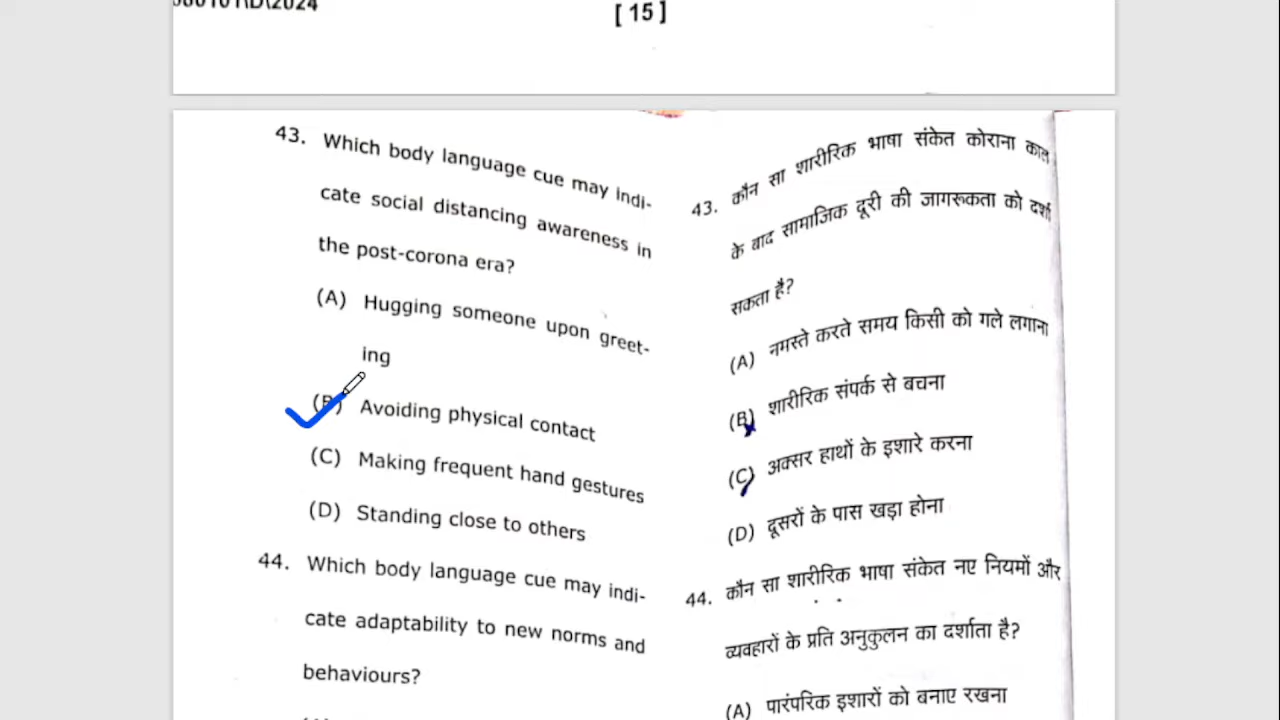 [ 15 ]
43. Which body language cue may indi-
cate social distancing awareness in
the post-corona era?
(A) Hugging someone upon greet-
ing
(B) Avoiding physical contact
(C) Making frequent hand gestures
(D) Standing close to others
44. Which body language cue may indi-
cate adaptability to new norms and
behaviours?
43. कौन सा शारीरिक भाषा संकेत कोराना काल
के बाद सामाजिक दूरी की जागरूकता को दर्शा
सकता है?
(A) नमस्ते करते समय किसी को गले लगाना
(B) शारीरिक संपर्क से बचना
(C) अक्सर हाथों के इशारे करना
(D) दूसरों के पास खड़ा होना
44. कौन सा शारीरिक भाषा संकेत नए नियमों और
व्यवहारों के प्रति अनुकुलन का दर्शाता है?
(A) पारंपरिक इशारों को बनाए रखना